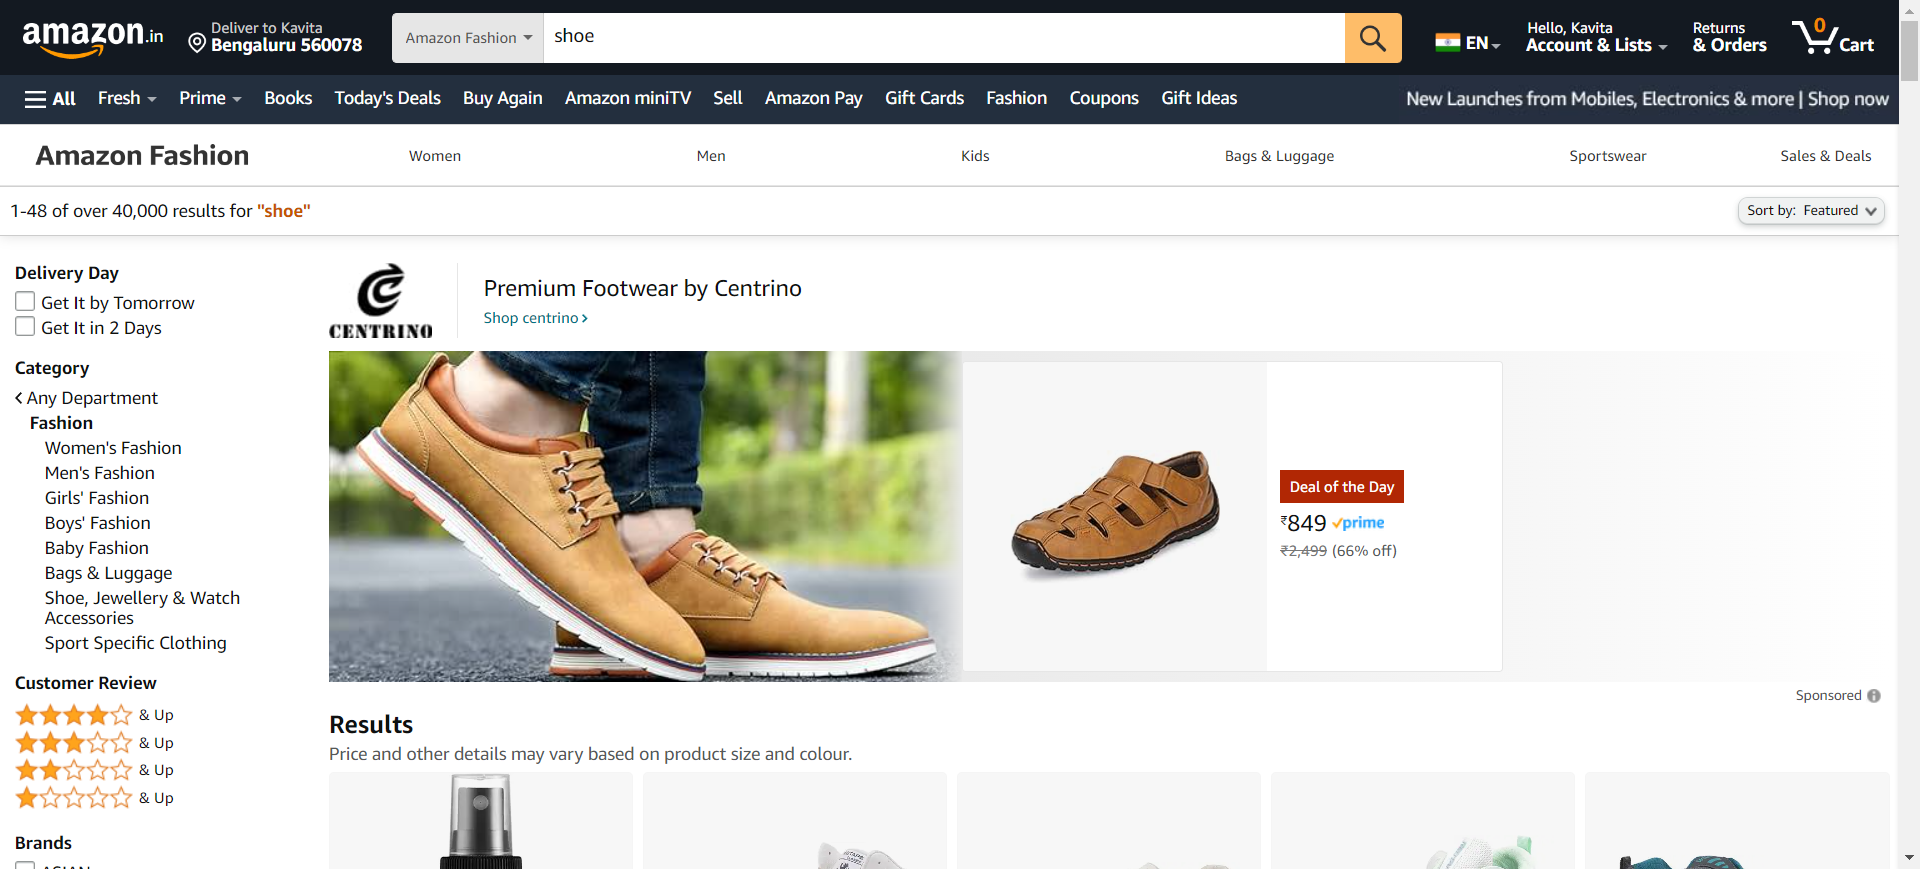 amazon.in
Deliver to Kavita
Bengaluru 560078
Amazon Fashion
shoe
EN
Hello, Kavita
Account & Lists
Returns
& Orders
0
Cart
All
Fresh
Prime
Books
Today's Deals
Buy Again
Amazon miniTV
Sell
Amazon Pay
Gift Cards
Fashion
Coupons
Gift Ideas
New Launches from Mobiles, Electronics & more | Shop now
Amazon Fashion
Women
Men
Kids
Bags & Luggage
Sportswear
Sales & Deals
1-48 of over 40,000 results for "shoe"
Sort by: Featured
Delivery Day
Get It by Tomorrow
Get It in 2 Days
Category
Any Department
Fashion
Women's Fashion
Men's Fashion
Girls' Fashion
Boys' Fashion
Baby Fashion
Bags & Luggage
Shoe, Jewellery & Watch
Accessories
Sport Specific Clothing
Customer Review
& Up
& Up
& Up
& Up
Brands
CENTRINO
Premium Footwear by Centrino
Shop centrino
Deal of the Day
₹849 prime
₹2,499 (66% off)
Sponsored
Results
Price and other details may vary based on product size and colour.